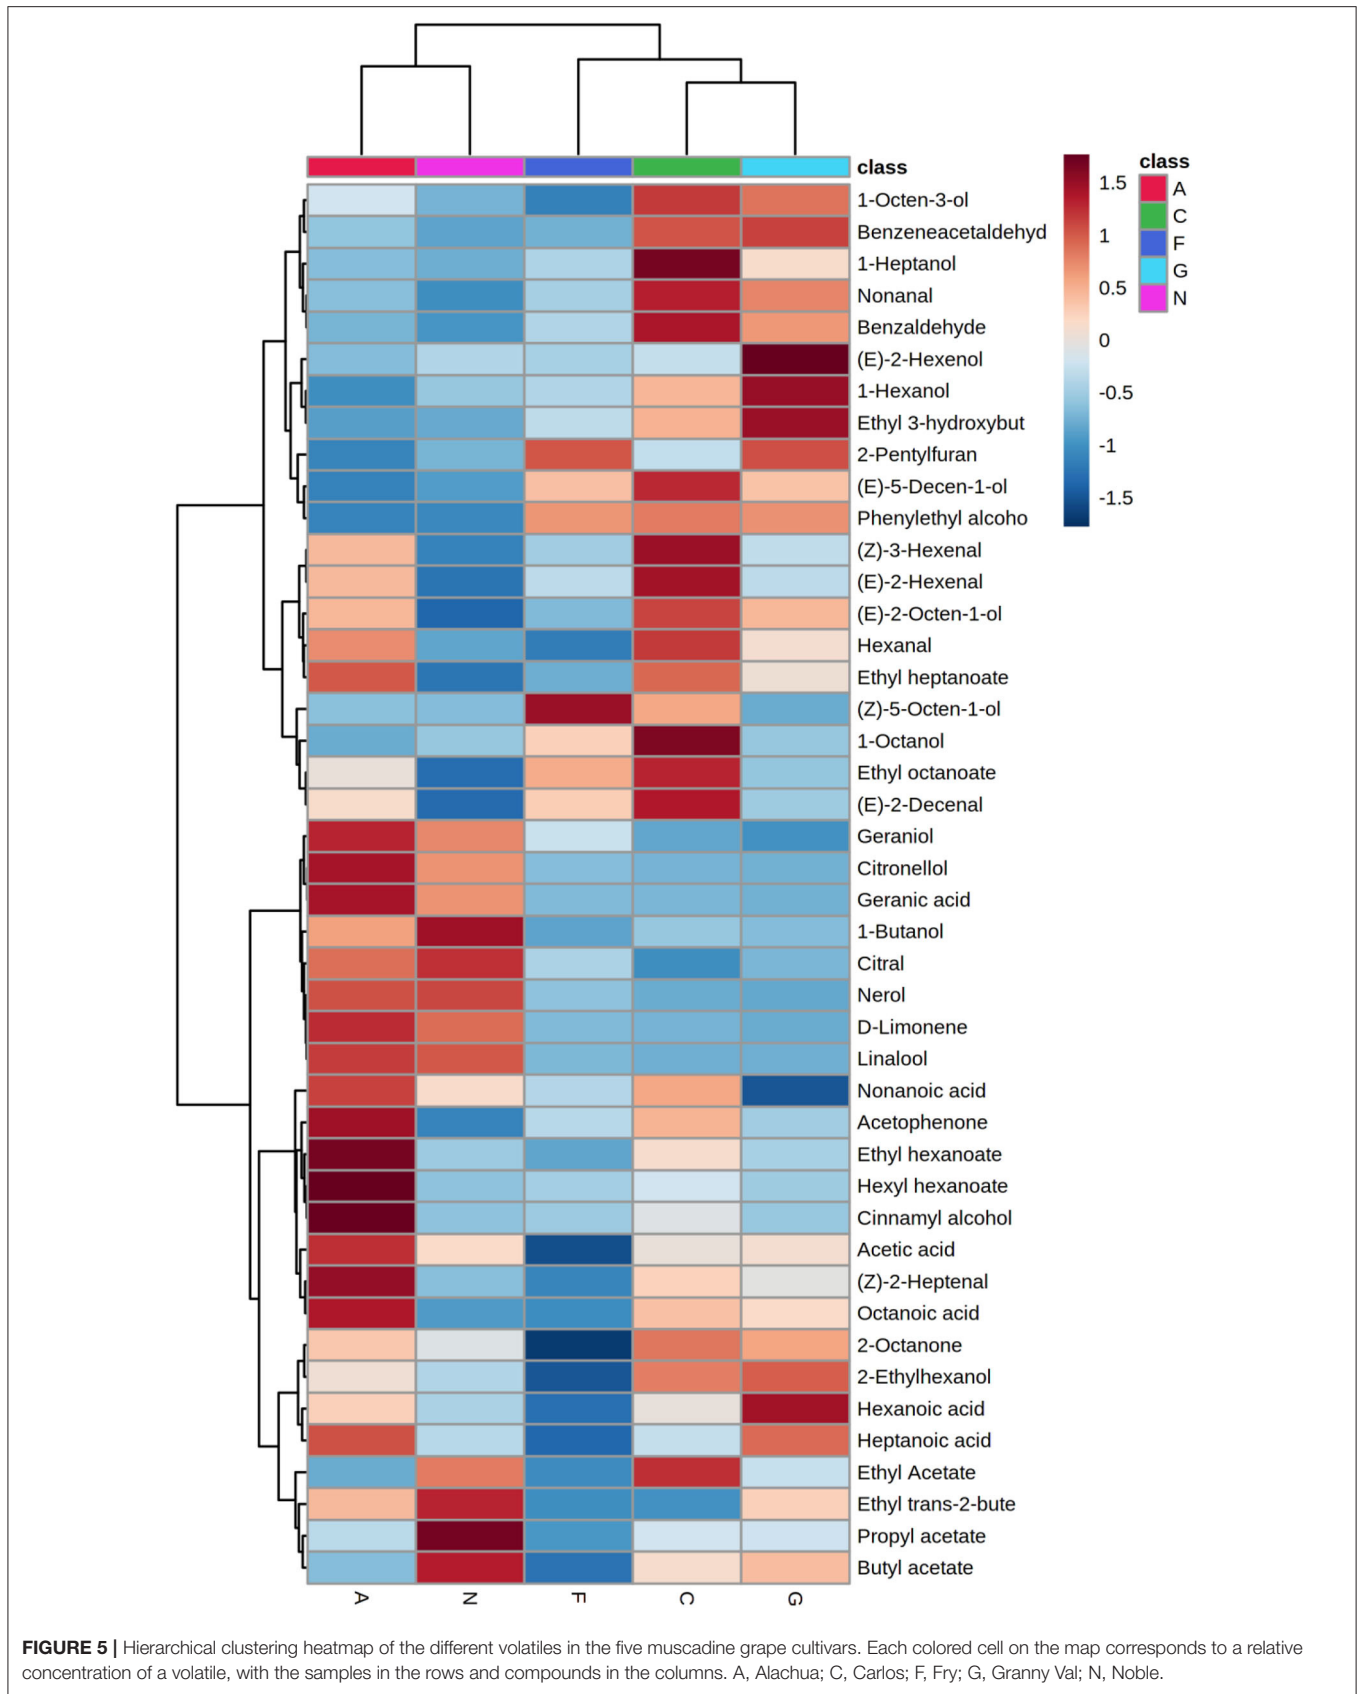 class
1-Octen-3-ol
Benzeneacetaldehyd
1-Heptanol
Nonanal
Benzaldehyde
(E)-2-Hexenol
1-Hexanol
Ethyl 3-hydroxybut
2-Pentylfuran
(E)-5-Decen-1-ol
Phenylethyl alcoho
(Z)-3-Hexenal
(E)-2-Hexenal
(E)-2-Octen-1-ol
Hexanal
Ethyl heptanoate
(Z)-5-Octen-1-ol
1-Octanol
Ethyl octanoate
(E)-2-Decenal
Geraniol
Citronellol
Geranic acid
1-Butanol
Citral
Nerol
D-Limonene
Linalool
Nonanoic acid
Acetophenone
Ethyl hexanoate
Hexyl hexanoate
Cinnamyl alcohol
Acetic acid
(Z)-2-Heptenal
Octanoic acid
2-Octanone
2-Ethylhexanol
Hexanoic acid
Heptanoic acid
Ethyl Acetate
Ethyl trans-2-bute
Propyl acetate
Butyl acetate
1.5
1
0.5
0
-0.5
-1
-1.5
class
A
C
F
G
N
A
N
F
C
G
FIGURE 5 | Hierarchical clustering heatmap of the different volatiles in the five muscadine grape cultivars. Each colored cell on the map corresponds to a relative
concentration of a volatile, with the samples in the rows and compounds in the columns. A, Alachua; C, Carlos; F, Fry; G, Granny Val; N, Noble.